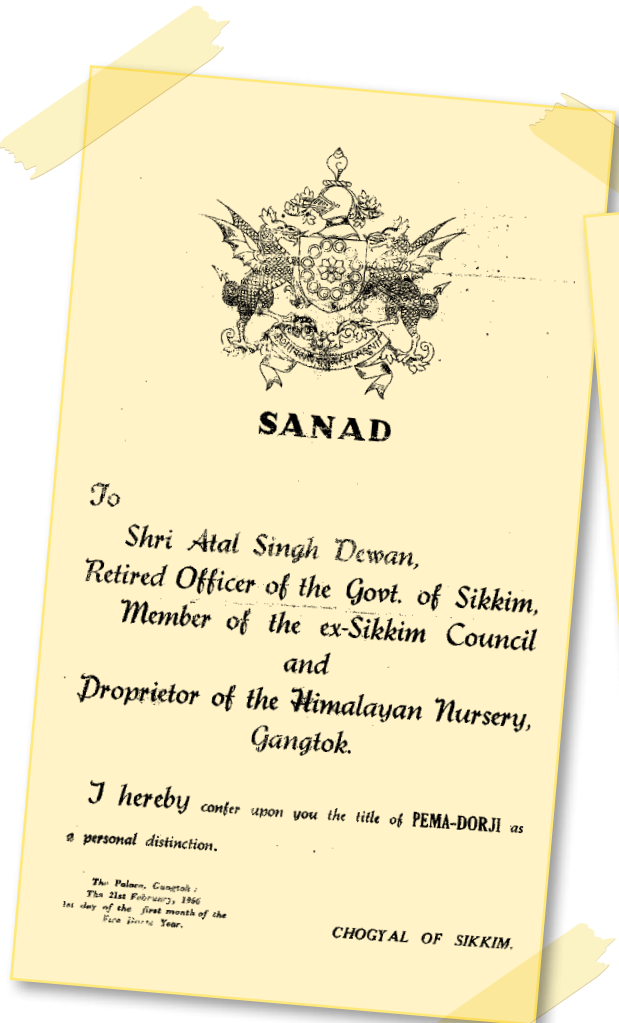 SANAD
To
Shri Atal Singh Dewan,
Retired Officer of the Govt. of Sikkim,
Member of the ex-Sikkim Council
and
Proprietor of the Himalayan Nursery,
Gangtok.
I hereby confer upon you the title of PEMA-DORJI as
a personal distinction.
The Palace, Gangtok :
The 21st February, 1966
1st day of the first month of the
Fire Year.
CHOGYAL OF SIKKIM.